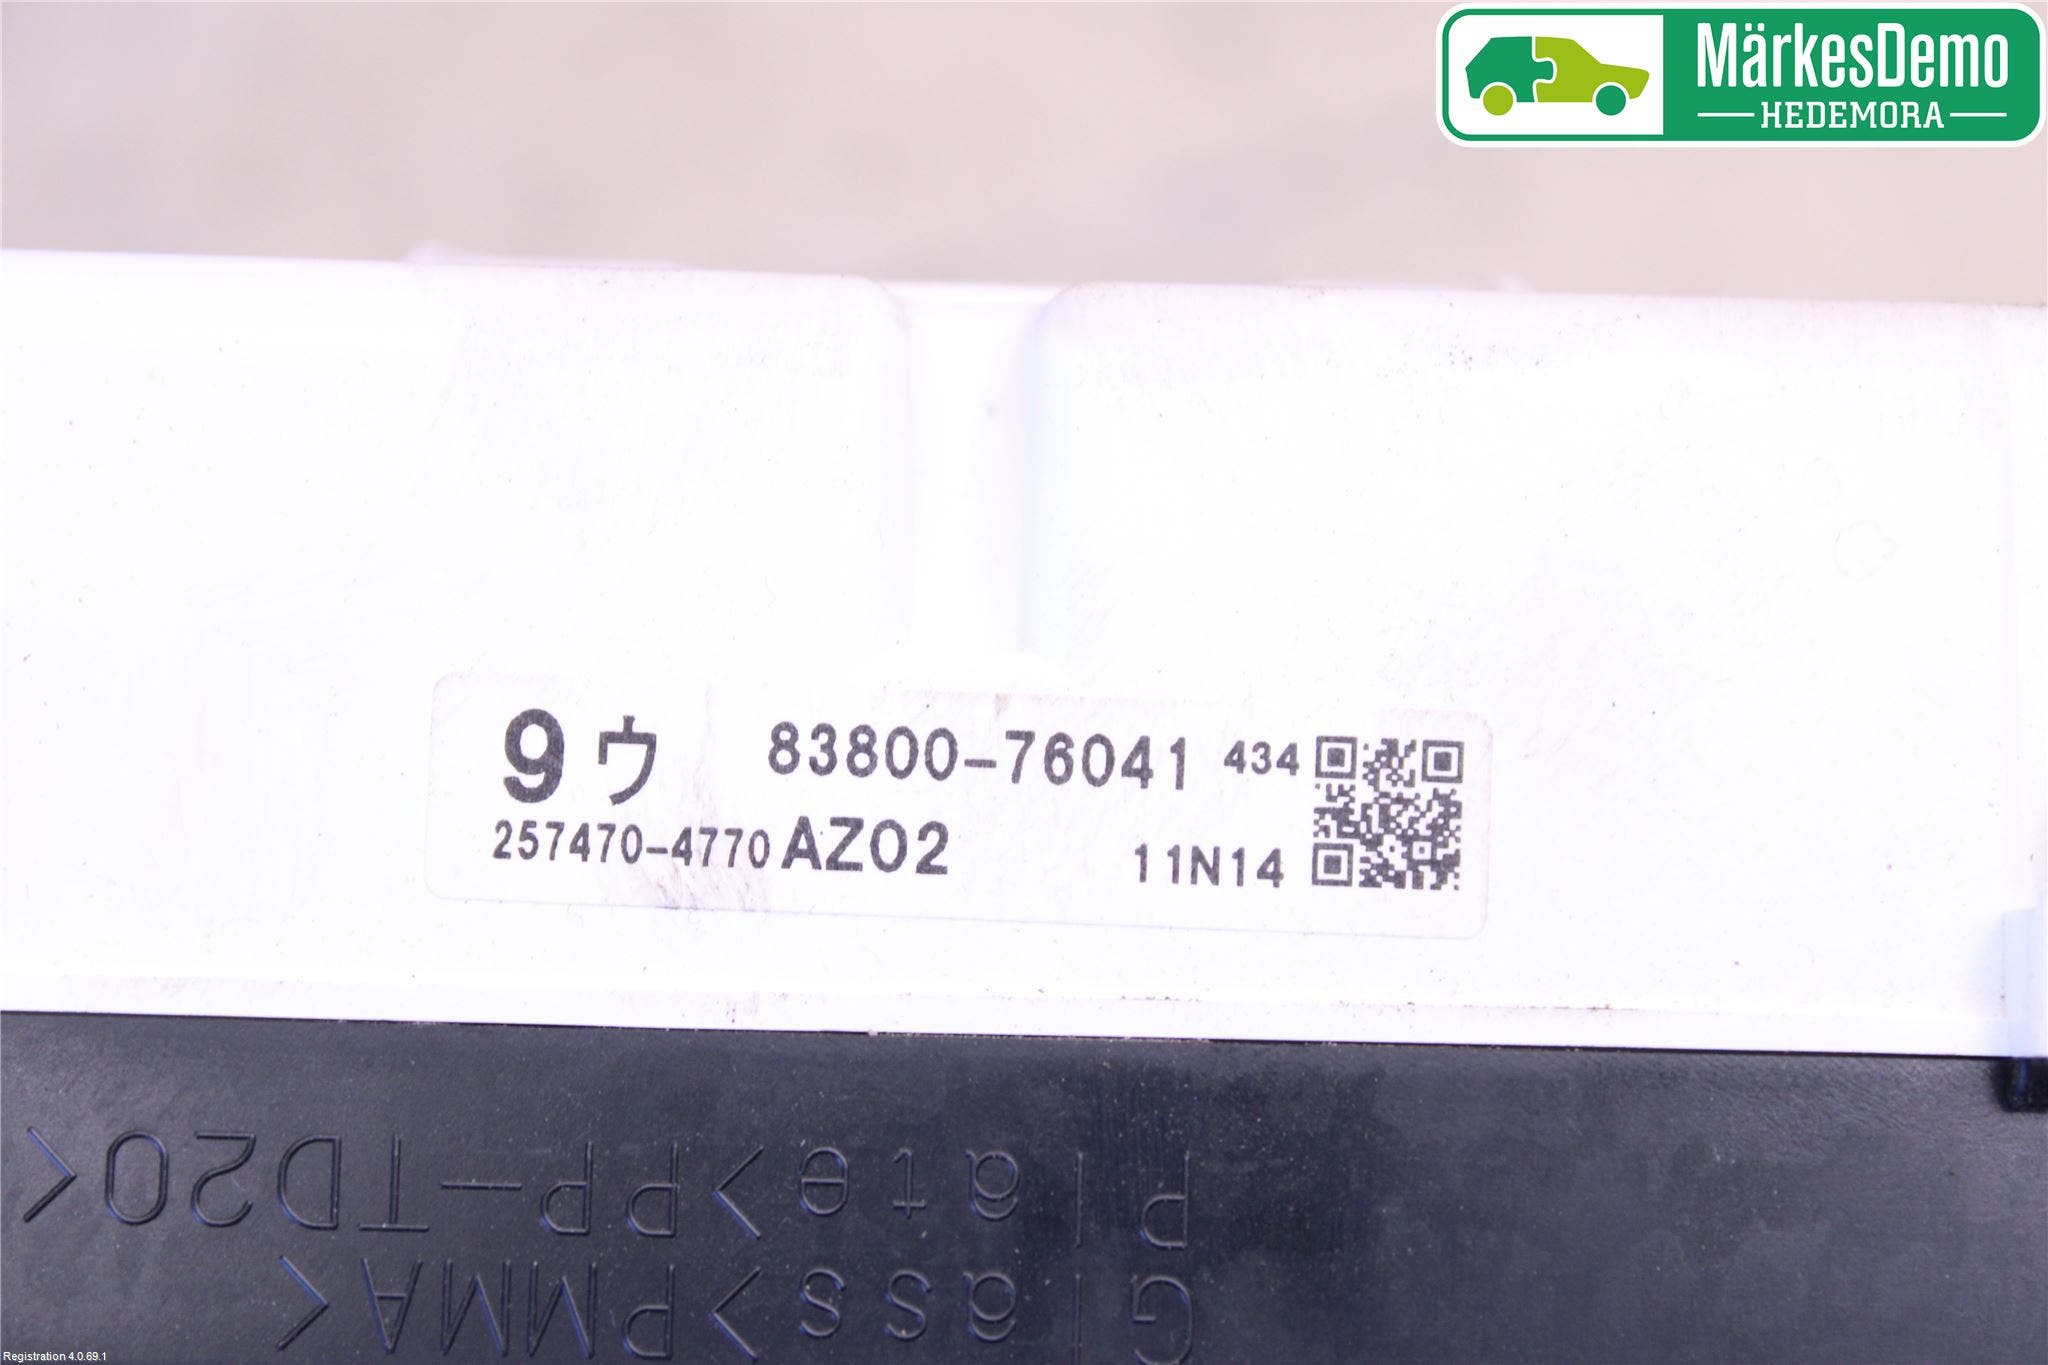 MärkesDemo
HEDEMORA
9ウ 83800-76041 434
257470-4770 AZ02 11N14
Plate>PP-TD20<
Glass>PMMA<
Registration 4.0.69.1